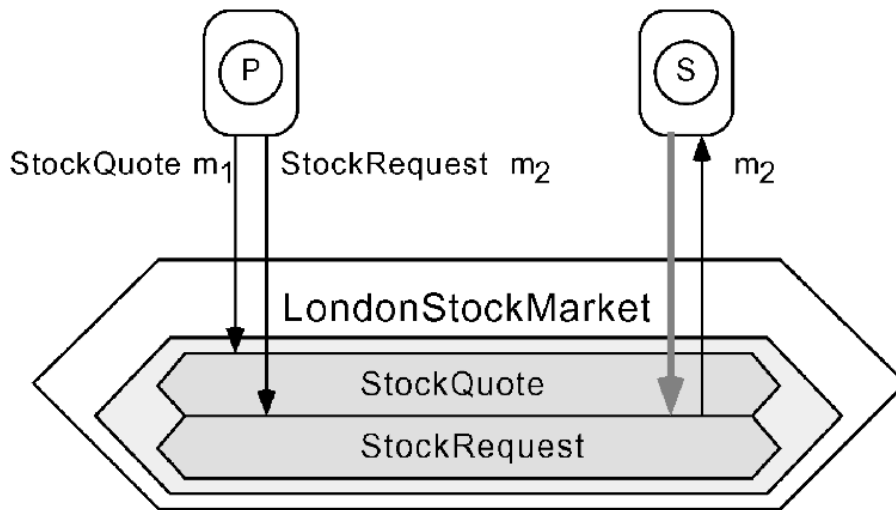 P
S
StockQuote m1
StockRequest m2
m2
LondonStockMarket
StockQuote
StockRequest